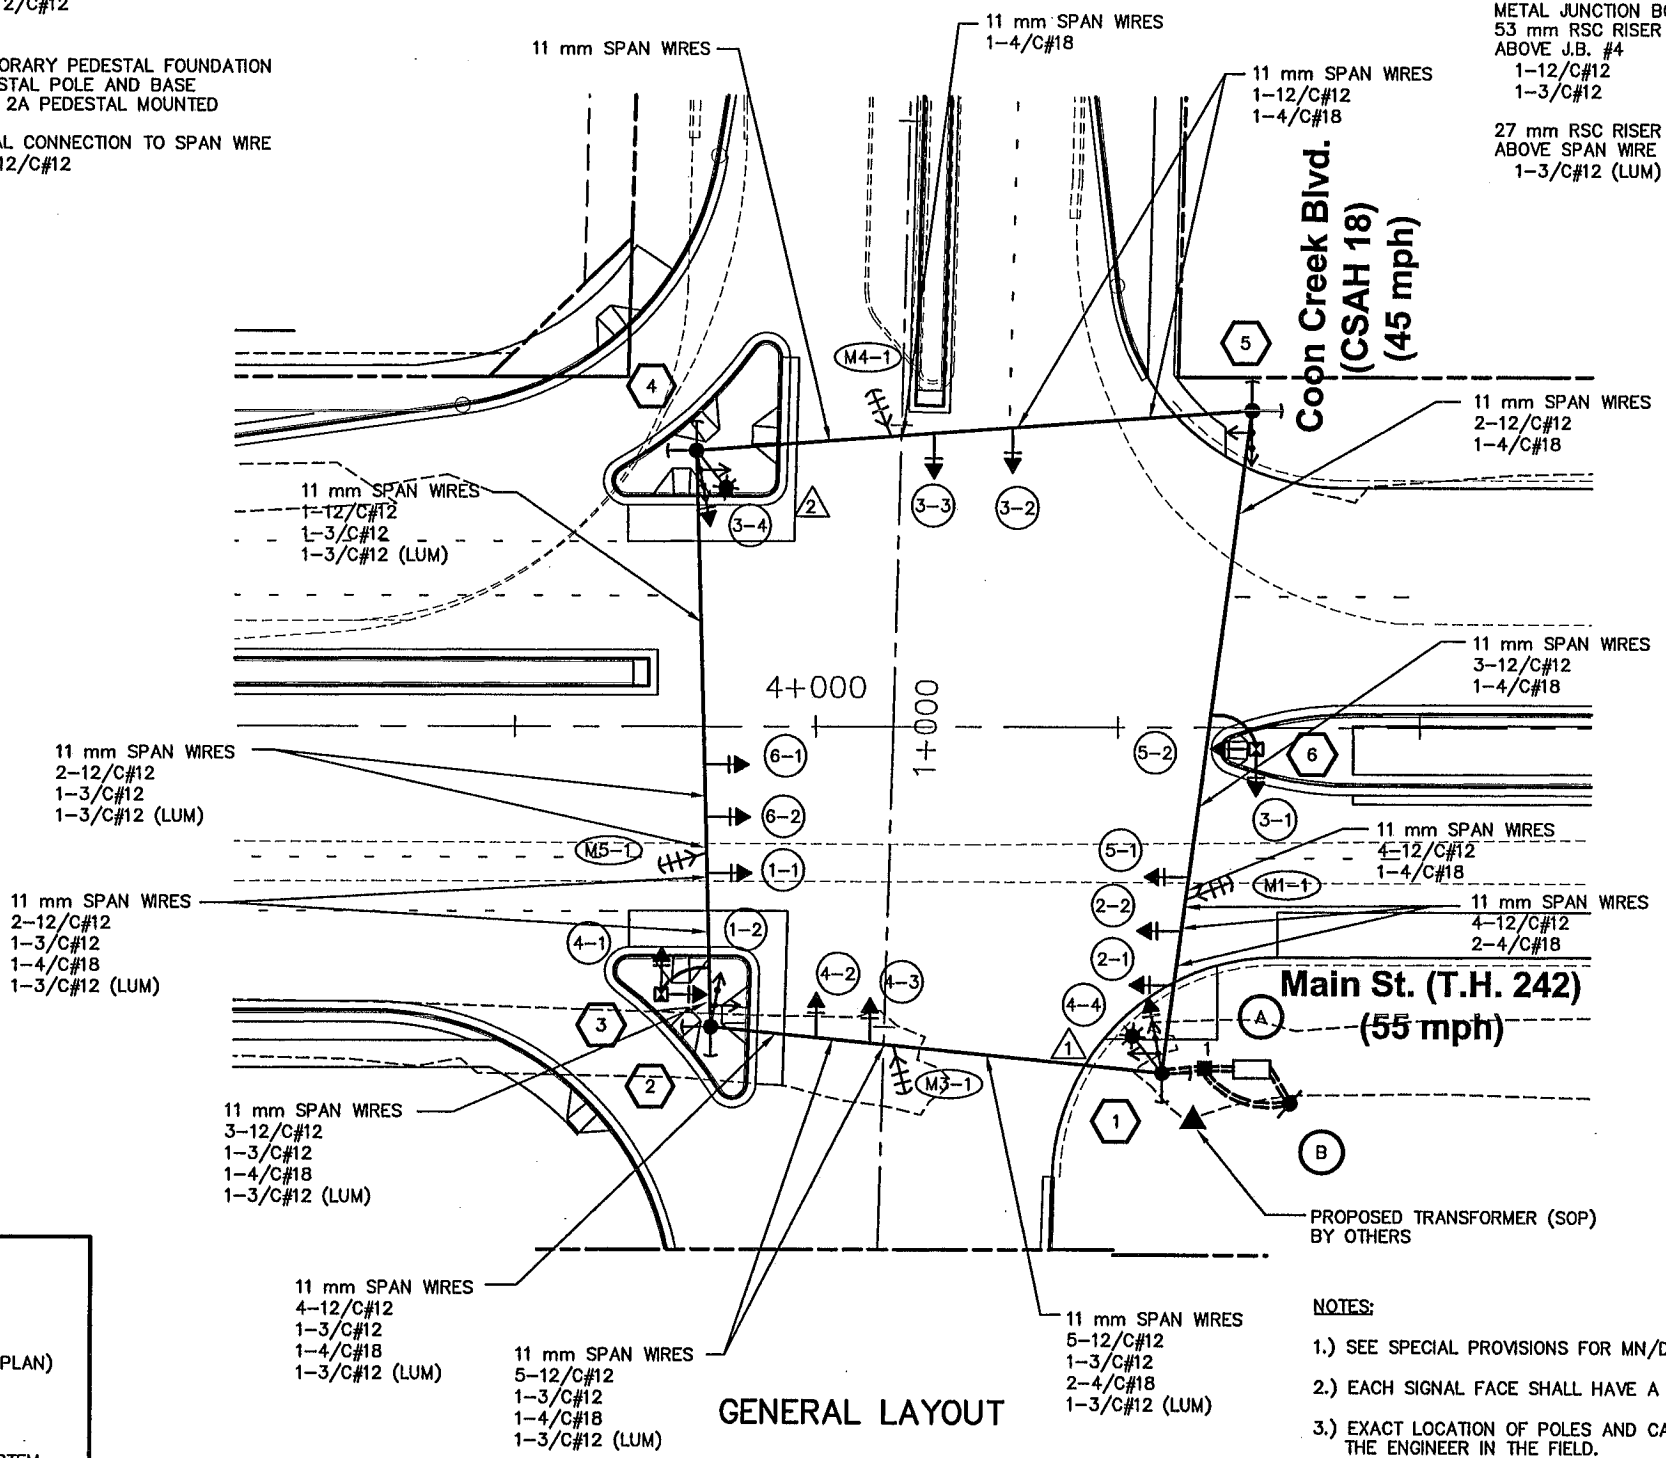 2/C#12
ORARY PEDESTAL FOUNDATION
STAL POLE AND BASE
2A PEDESTAL MOUNTED
AL CONNECTION TO SPAN WIRE
12/C#12
11 mm SPAN WIRES
11 mm SPAN WIRES
1-4/C#18
11 mm SPAN WIRES
1-12/C#12
1-4/C#18
METAL JUNCTION BO
53 mm RSC RISER
ABOVE J.B. #4
1-12/C#12
1-3/C#12
27 mm RSC RISER
ABOVE SPAN WIRE
1-3/C#12 (LUM)
Coon Creek Blvd.
(CSAH 18)
(45 mph)
5
M4-1
4
11 mm SPAN WIRES
2-12/C#12
1-4/C#18
11 mm SPAN WIRES
1-12/C#12
1-3/C#12
1-3/C#12 (LUM)
3-4
2
3-3
3-2
11 mm SPAN WIRES
3-12/C#12
1-4/C#18
4+000
1+000
11 mm SPAN WIRES
2-12/C#12
1-3/C#12
1-3/C#12 (LUM)
6-1
5-2
6
6-2
3-1
11 mm SPAN WIRES
4-12/C#12
1-4/C#18
M5-1
1-1
5-1
M1-1
11 mm SPAN WIRES
2-12/C#12
1-3/C#12
1-4/C#18
1-3/C#12 (LUM)
2-2
11 mm SPAN WIRES
4-12/C#12
2-4/C#18
4-1
1-2
2-1
4-2
4-3
4-4
Main St. (T.H. 242)
(55 mph)
A
3
1
1
2
M3-1
1
B
11 mm SPAN WIRES
3-12/C#12
1-3/C#12
1-4/C#18
1-3/C#12 (LUM)
PROPOSED TRANSFORMER (SOP)
BY OTHERS
11 mm SPAN WIRES
4-12/C#12
1-3/C#12
1-4/C#18
1-3/C#12 (LUM)
11 mm SPAN WIRES
5-12/C#12
1-3/C#12
1-4/C#18
1-3/C#12 (LUM)
11 mm SPAN WIRES
5-12/C#12
1-3/C#12
2-4/C#18
1-3/C#12 (LUM)
GENERAL LAYOUT
PLAN)
NOTES:
1.) SEE SPECIAL PROVISIONS FOR MN/D
2.) EACH SIGNAL FACE SHALL HAVE A
3.) EXACT LOCATION OF POLES AND CA
THE ENGINEER IN THE FIELD.